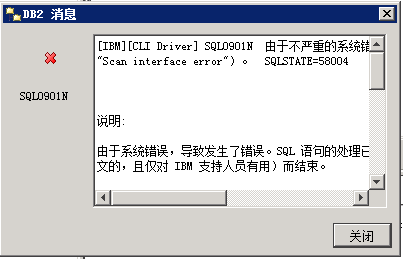 DB2 消息
SQL0901N
[IBM][CLI Driver] SQL0901N 由于不严重的系统错
"Scan interface error")。 SQLSTATE=58004
说明:
由于系统错误，导致发生了错误。SQL 语句的处理已
文的，且仅对 IBM 支持人员有用）而结束。
关闭